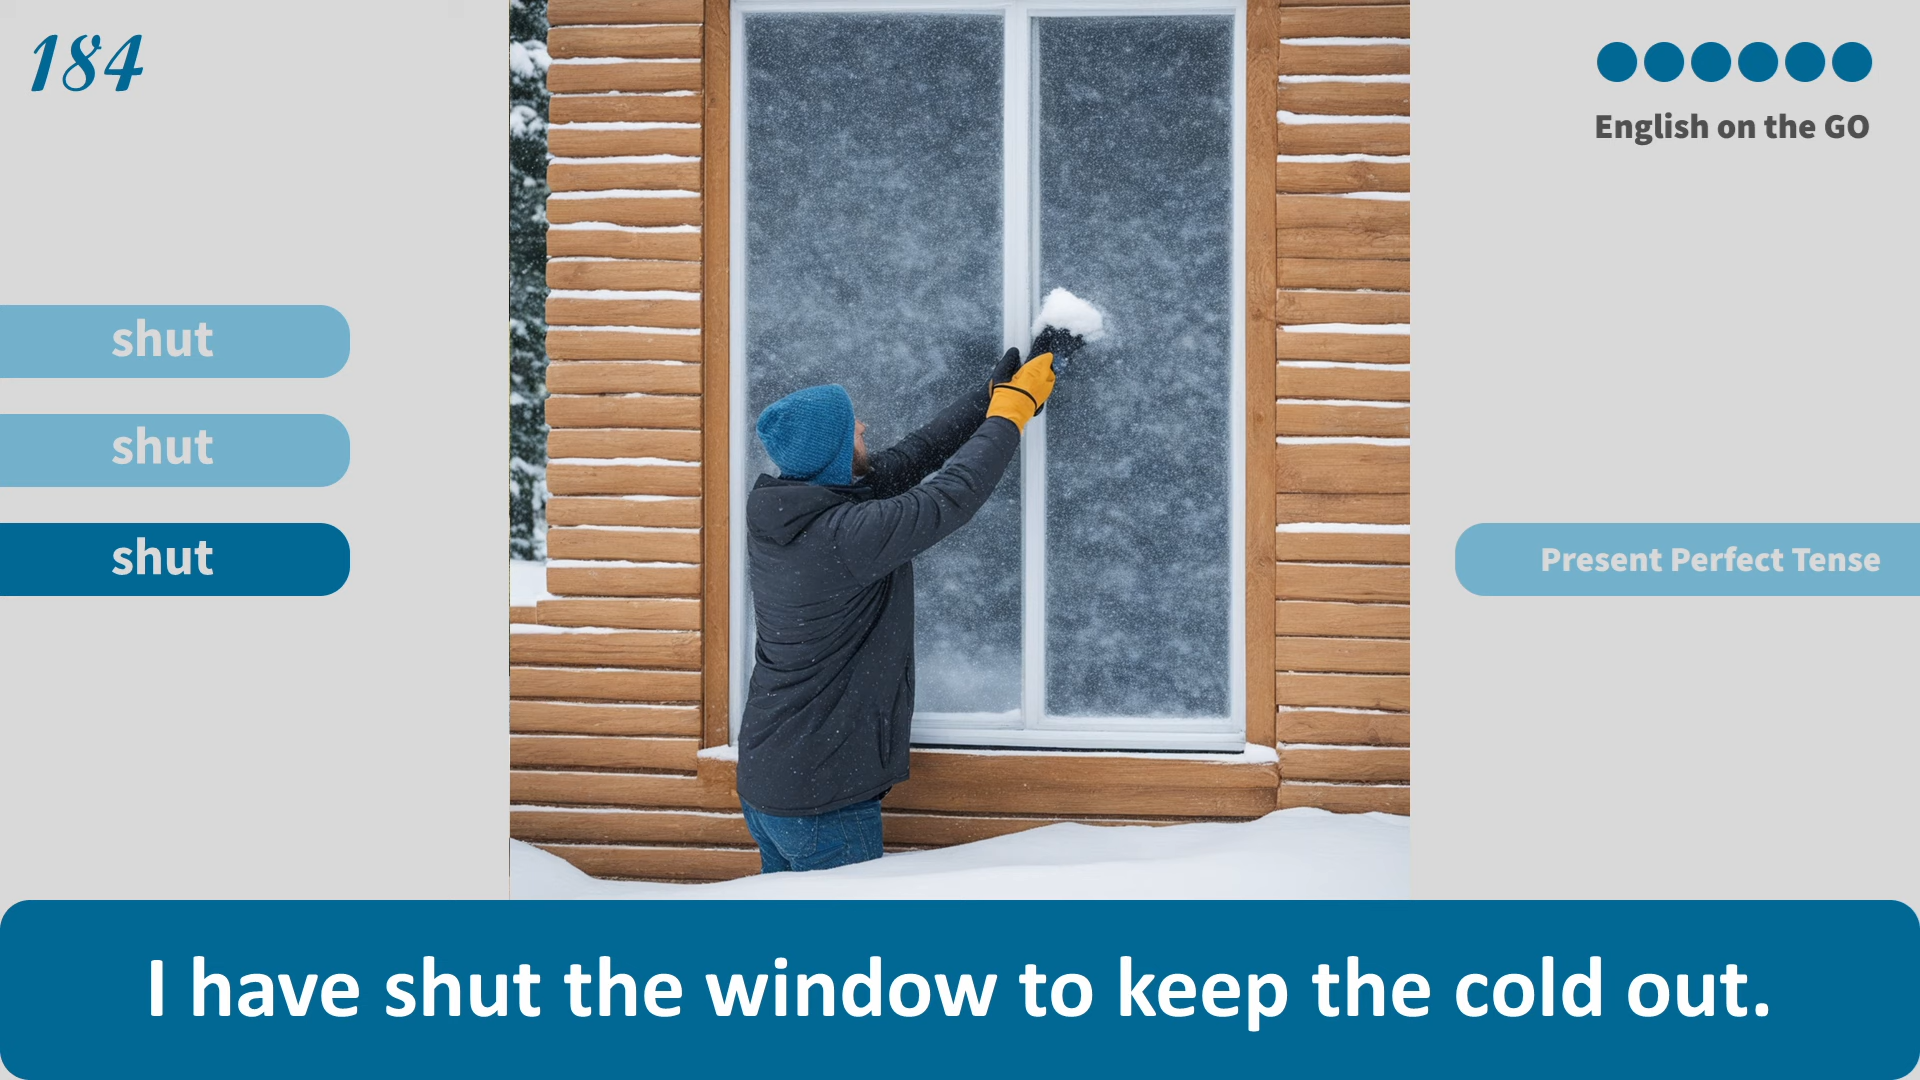 184
English on the GO
shut
shut
shut
Present Perfect Tense
I have shut the window to keep the cold out.